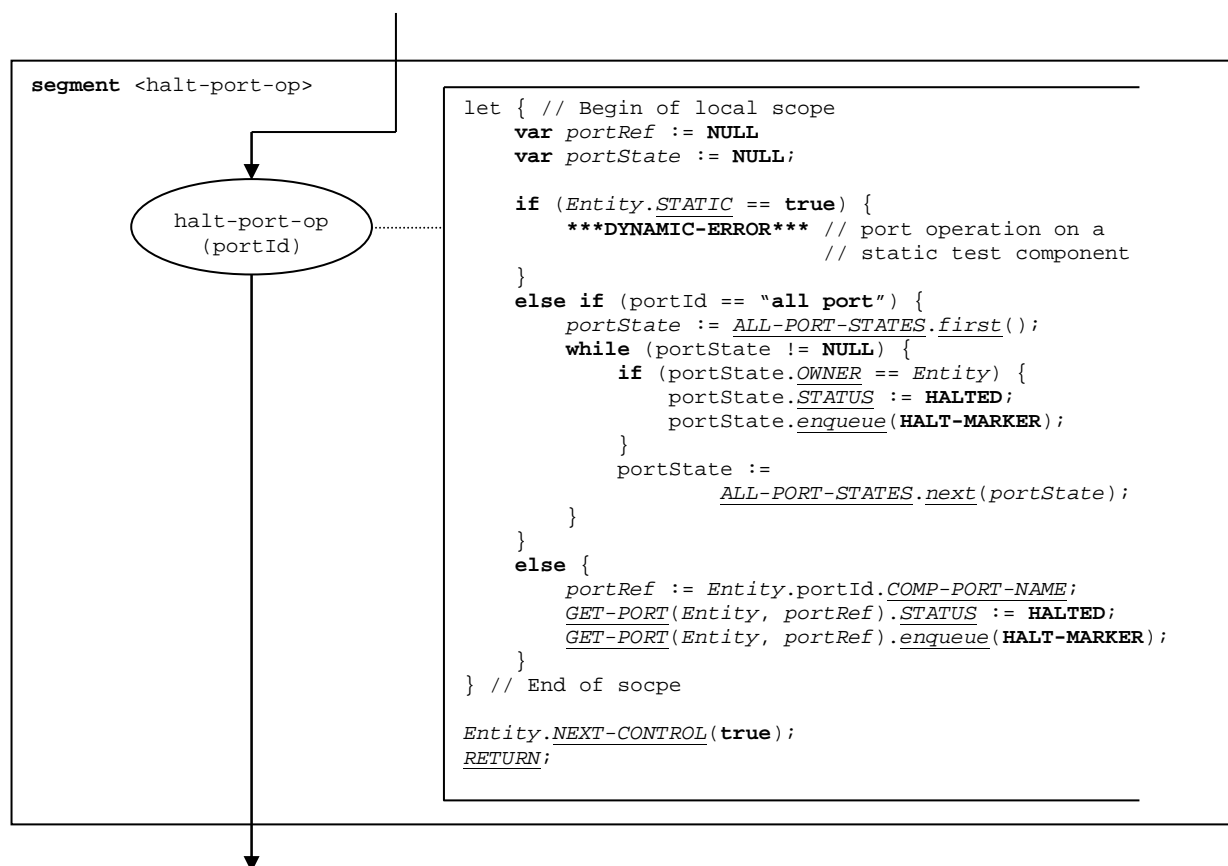 segment <halt-port-op>
halt-port-op
(portId)
let { // Begin of local scope
var portRef := NULL
var portState := NULL;
if (Entity.STATIC == true) {
***DYNAMIC-ERROR*** // port operation on a
// static test component
}
else if (portId == “all port”) {
portState := ALL-PORT-STATES.first();
while (portState != NULL) {
if (portState.OWNER == Entity) {
portState.STATUS := HALTED;
portState.enqueue(HALT-MARKER);
}
portState :=
ALL-PORT-STATES.next(portState);
}
}
else {
portRef := Entity.portId.COMP-PORT-NAME;
GET-PORT(Entity, portRef).STATUS := HALTED;
GET-PORT(Entity, portRef).enqueue(HALT-MARKER);
}
} // End of socpe
Entity.NEXT-CONTROL(true);
RETURN;